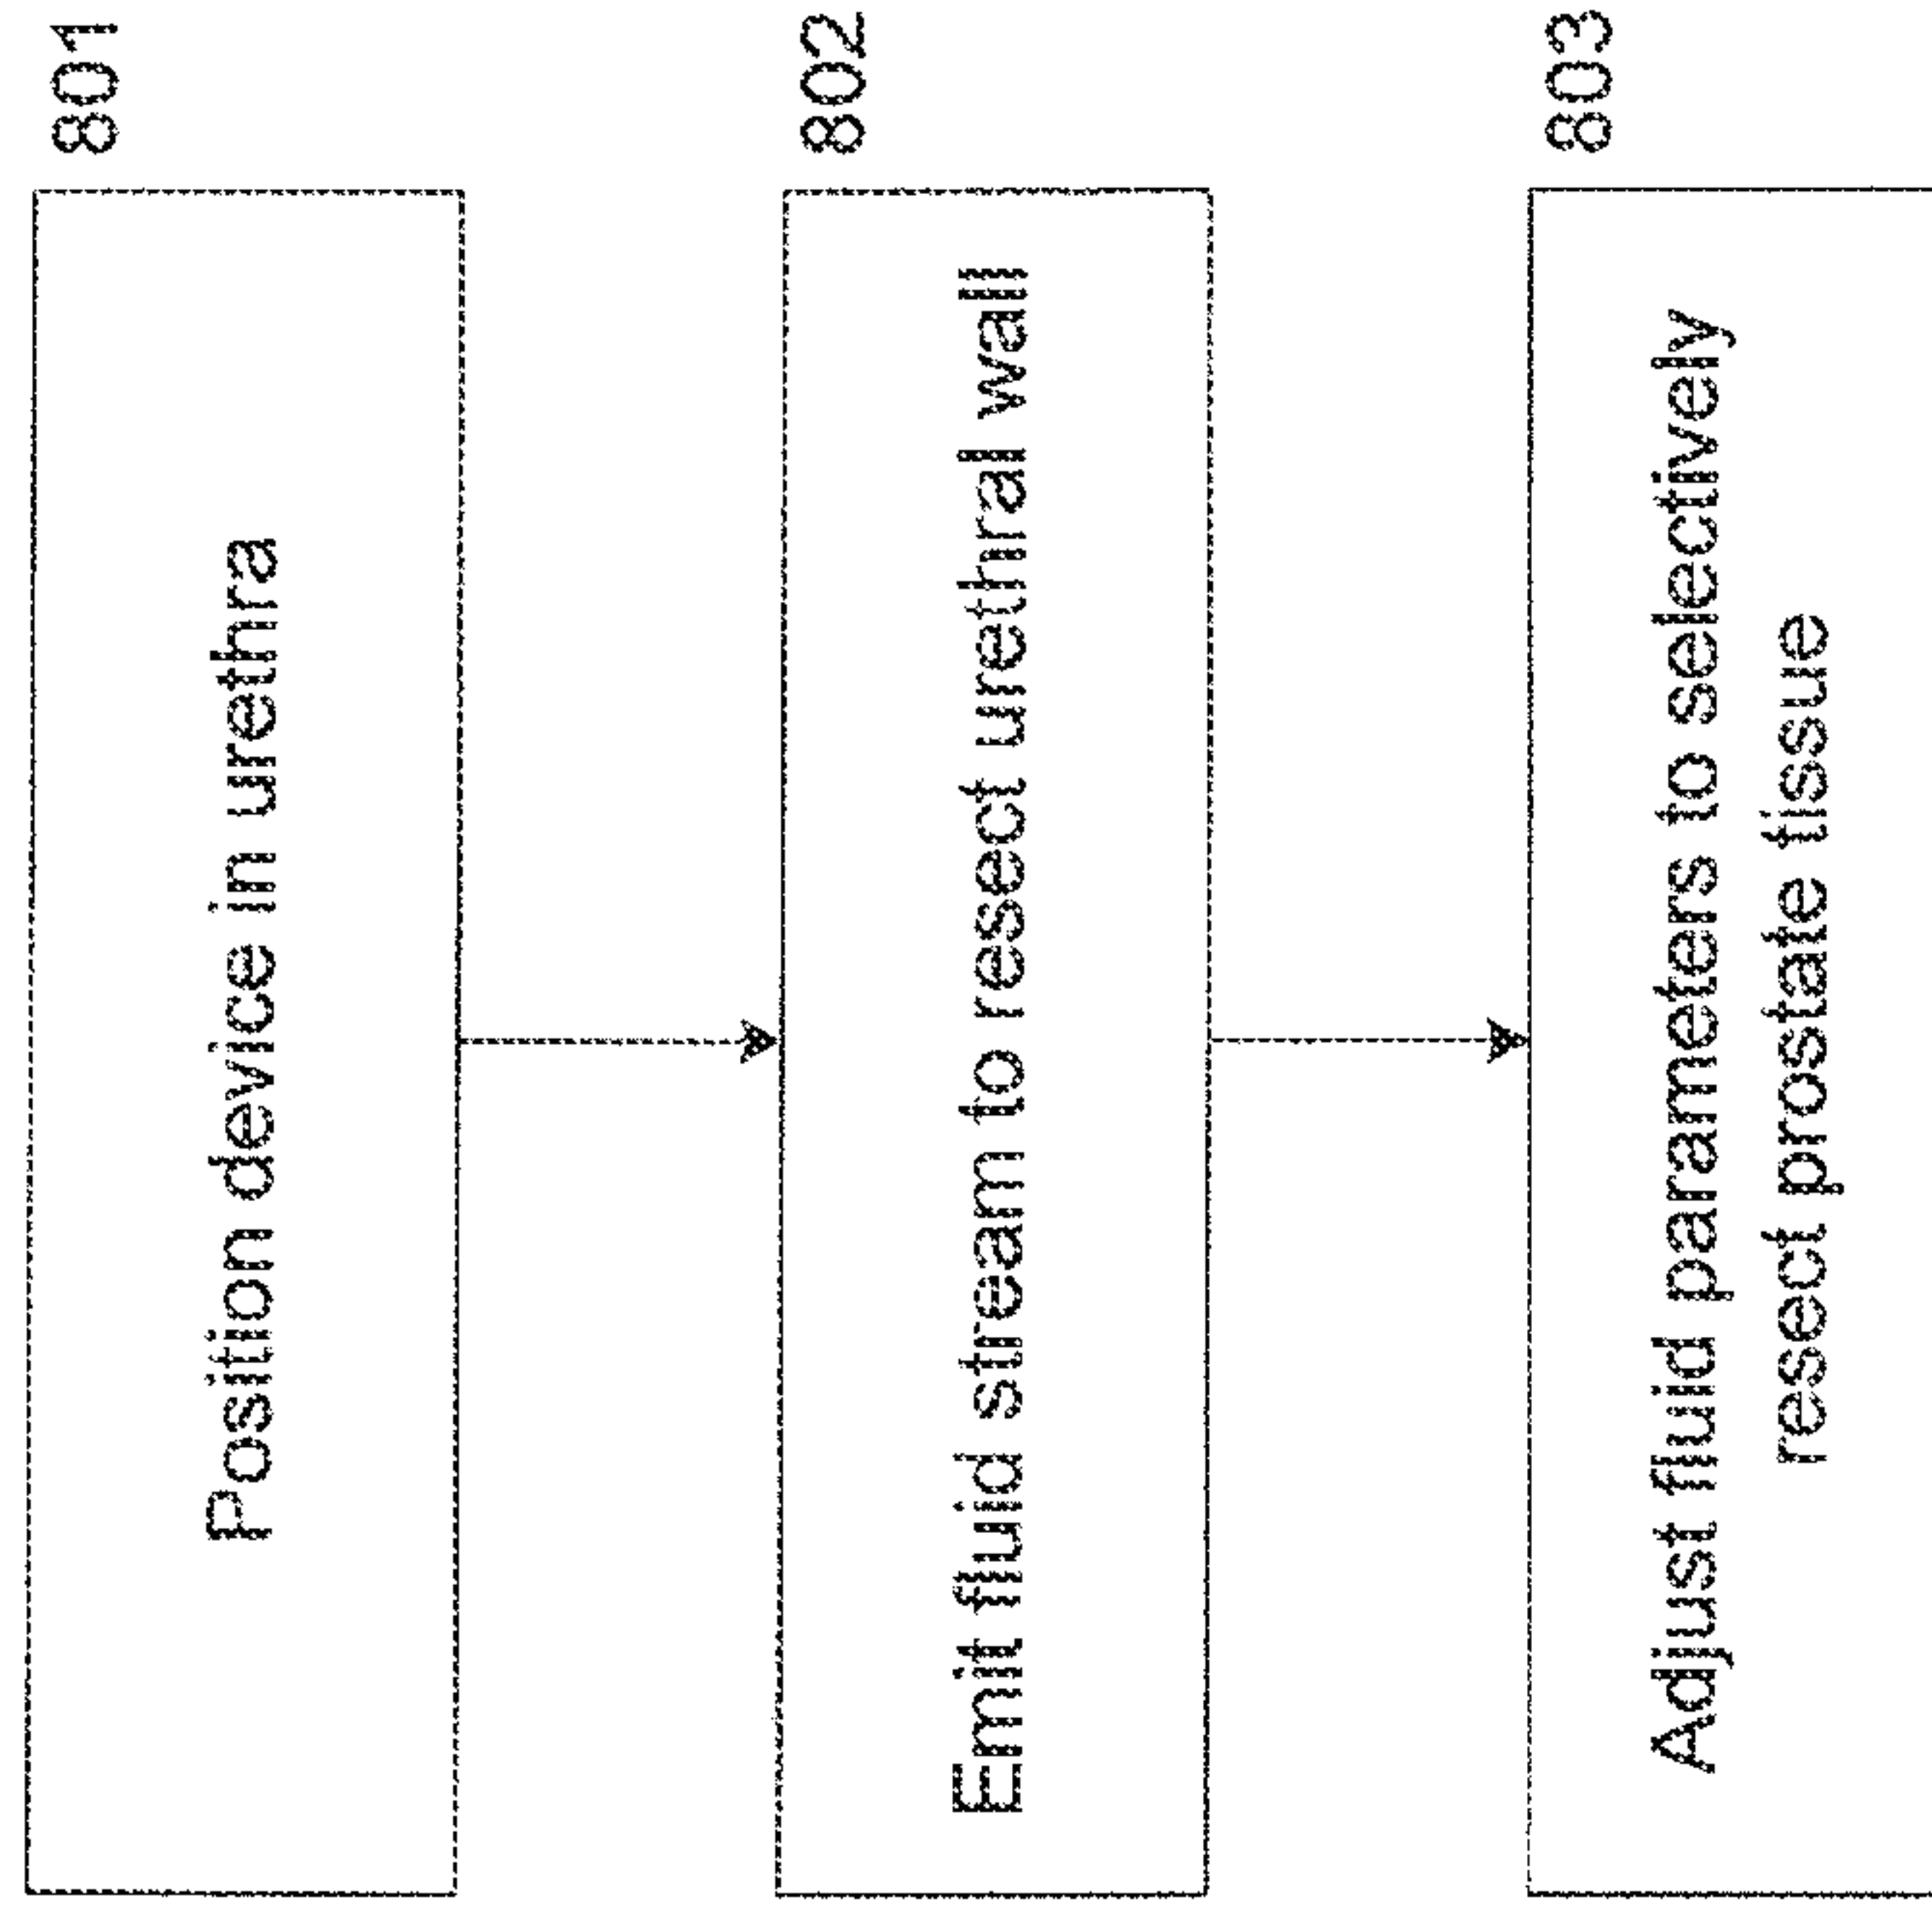 801
Position device in urethra
802
Emit fluid stream to resect urethral wall
803
Adjust fluid parameters to selectively
resect prostate tissue